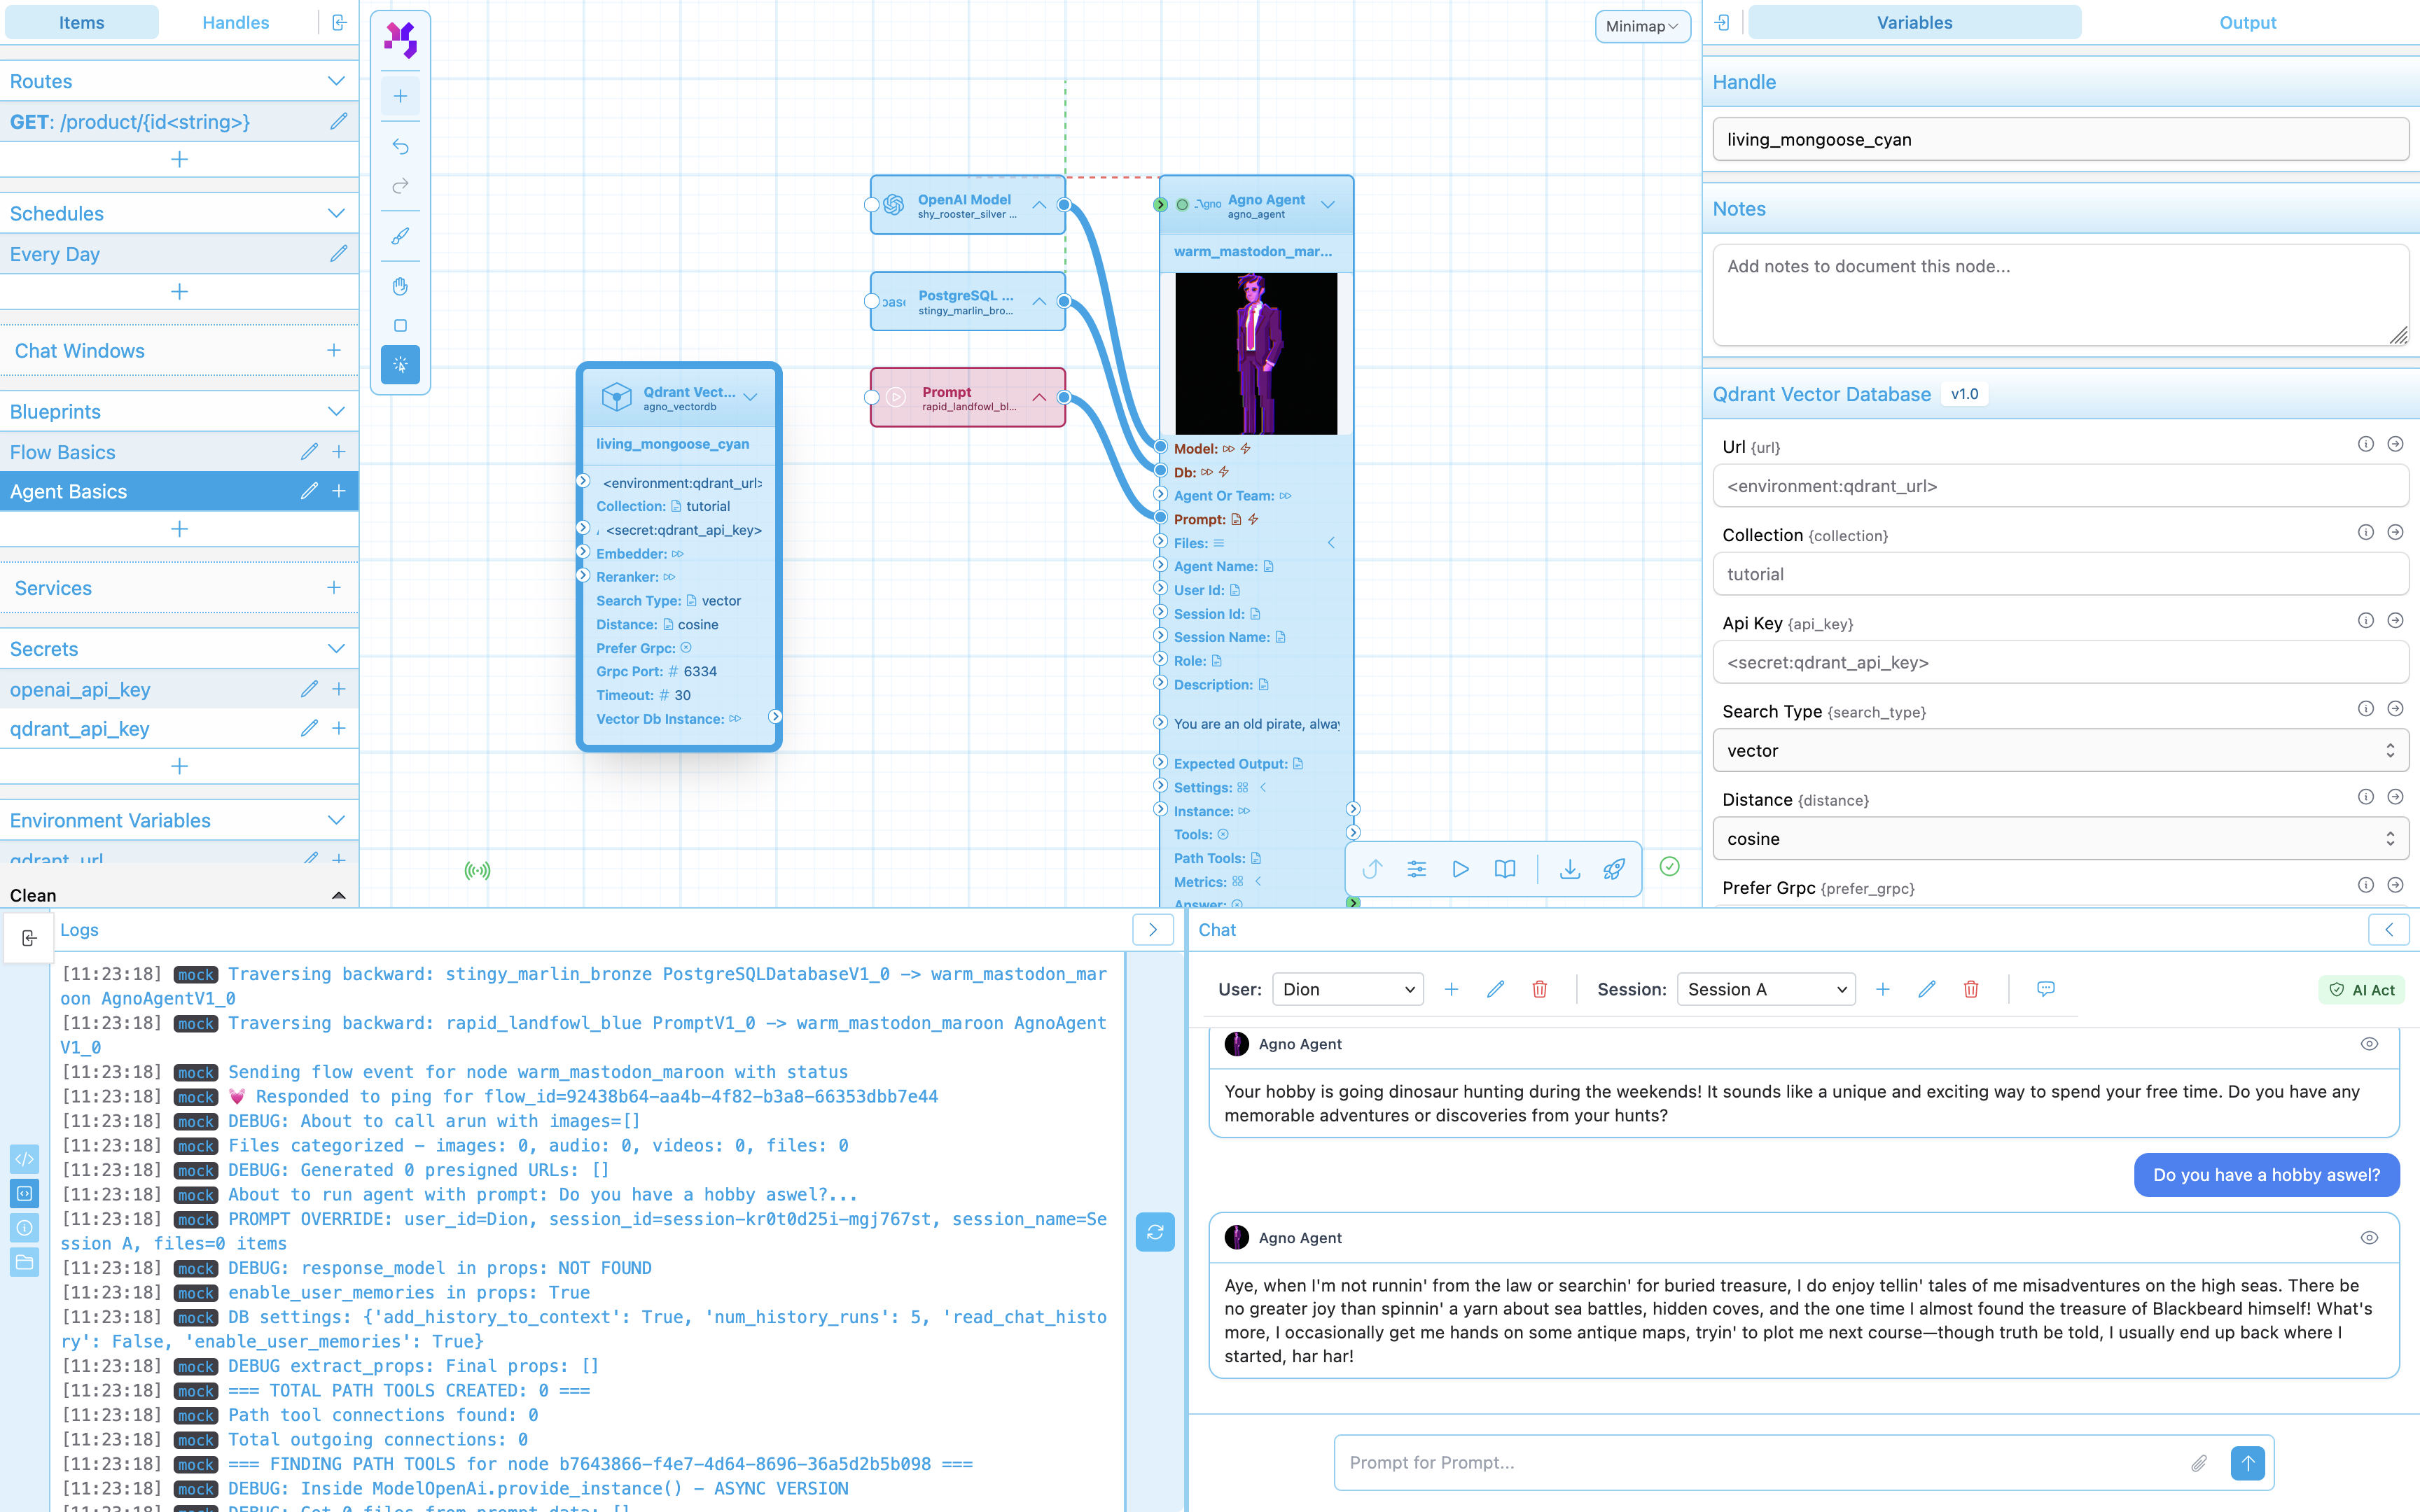 Items
Handles
Routes
GET: /product/{id<string>}
Schedules
Every Day
Chat Windows
Blueprints
Flow Basics
Agent Basics
Services
Secrets
openai_api_key
qdrant_api_key
Environment Variables
qdrant_url
Clean
Minimap
OpenAI Model
shy_rooster_silver ...
PostgreSQL ...
stingy_marlin_bro...
Prompt
rapid_landfowl_bl...
Qdrant Vect...
agno_vectordb
living_mongoose_cyan
<environment:qdrant_url>
Collection: tutorial
<secret:qdrant_api_key>
Embedder:
Reranker:
Search Type: vector
Distance: cosine
Prefer Grpc:
Grpc Port: # 6334
Timeout: # 30
Vector Db Instance:
agno
Agno Agent
agno_agent
warm_mastodon_mar...
Model:
Db:
Agent Or Team:
Prompt:
Files:
Agent Name:
User Id:
Session Id:
Session Name:
Role:
Description:
You are an old pirate, alway
Expected Output:
Settings:
Instance:
Tools:
Path Tools:
Metrics:
Answer:
Variables
Output
Handle
living_mongoose_cyan
Notes
Add notes to document this node...
Qdrant Vector Database v1.0
Url {url}
<environment:qdrant_url>
Collection {collection}
tutorial
Api Key {api_key}
<secret:qdrant_api_key>
Search Type {search_type}
vector
Distance {distance}
cosine
Prefer Grpc {prefer_grpc}
Logs
[11:23:18] mock Traversing backward: stingy_marlin_bronze PostgreSQLDatabaseV1_0 -> warm_mastodon_mar
oon AgnoAgentV1_0
[11:23:18] mock Traversing backward: rapid_landfowl_blue PromptV1_0 -> warm_mastodon_maroon AgnoAgent
V1_0
[11:23:18] mock Sending flow event for node warm_mastodon_maroon with status
[11:23:18] mock 💓 Responded to ping for flow_id=92438b64-aa4b-4f82-b3a8-66353dbb7e44
[11:23:18] mock DEBUG: About to call arun with images=[]
[11:23:18] mock Files categorized - images: 0, audio: 0, videos: 0, files: 0
[11:23:18] mock DEBUG: Generated 0 presigned URLs: []
[11:23:18] mock About to run agent with prompt: Do you have a hobby aswel?...
[11:23:18] mock PROMPT OVERRIDE: user_id=Dion, session_id=session-kr0t0d25i-mgj767st, session_name=Se
ssion A, files=0 items
[11:23:18] mock DEBUG: response_model in props: NOT FOUND
[11:23:18] mock enable_user_memories in props: True
[11:23:18] mock DB settings: {'add_history_to_context': True, 'num_history_runs': 5, 'read_chat_histo
ry': False, 'enable_user_memories': True}
[11:23:18] mock DEBUG extract_props: Final props: []
[11:23:18] mock === TOTAL PATH TOOLS CREATED: 0 ===
[11:23:18] mock Path tool connections found: 0
[11:23:18] mock Total outgoing connections: 0
[11:23:18] mock === FINDING PATH TOOLS for node b7643866-f4e7-4d64-8696-36a5d2b5b098 ===
[11:23:18] mock DEBUG: Inside ModelOpenAi.provide_instance() - ASYNC VERSION
[11:23:18] mock DEBUG: Got 0 files from prompt data: []
Chat
User: Dion
Session: Session A
AI Act
Agno Agent
Your hobby is going dinosaur hunting during the weekends! It sounds like a unique and exciting way to spend your free time. Do you have any
memorable adventures or discoveries from your hunts?
Do you have a hobby aswel?
Agno Agent
Aye, when I'm not runnin' from the law or searchin' for buried treasure, I do enjoy tellin' tales of me misadventures on the high seas. There be
no greater joy than spinnin' a yarn about sea battles, hidden coves, and the one time I almost found the treasure of Blackbeard himself! What's
more, I occasionally get me hands on some antique maps, tryin' to plot me next course—though truth be told, I usually end up back where I
started, har har!
Prompt for Prompt...